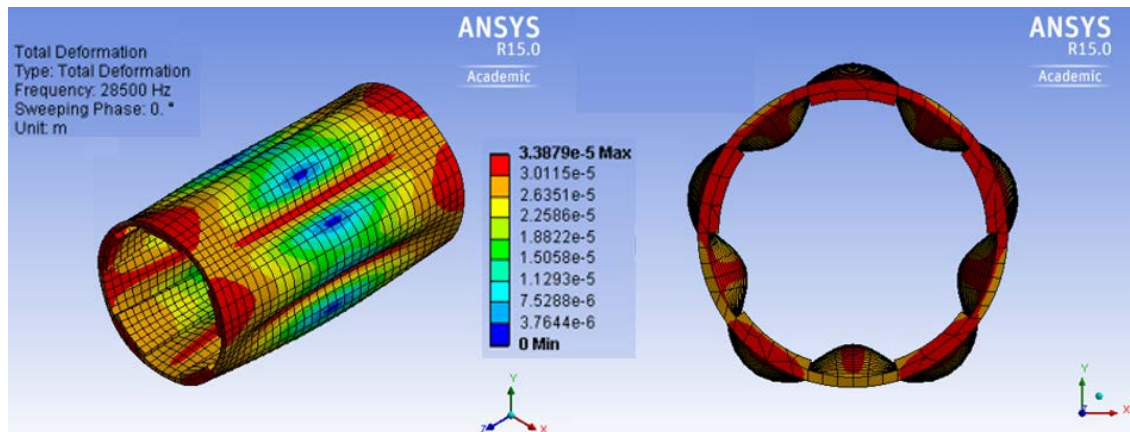 Total Deformation
Type: Total Deformation
Frequency: 28500 Hz
Sweeping Phase: 0. °
Unit: m
ANSYS
R15.0
Academic
3.3879e-5 Max
3.0115e-5
2.6351e-5
2.2586e-5
1.8822e-5
1.5058e-5
1.1293e-5
7.5288e-6
3.7644e-6
0 Min
Y
Z
X
ANSYS
R15.0
Academic
Y
Z
X